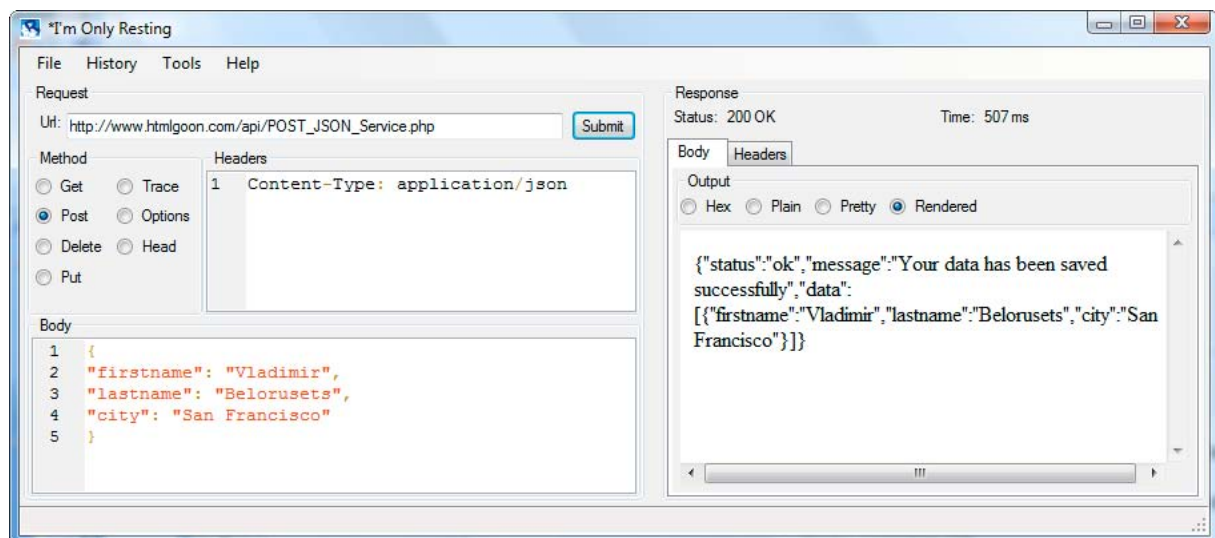 *I'm Only Resting
File History Tools Help
Request
Url: http://www.htmlgoon.com/api/POST_JSON_Service.php Submit
Method
Get Trace
Post Options
Delete Head
Put
Headers
1 Content-Type: application/json
Body
1 {
2 "firstname": "Vladimir",
3 "lastname": "Belorusets",
4 "city": "San Francisco"
5 }
Response
Status: 200 OK Time: 507 ms
Body Headers
Output
Hex Plain Pretty Rendered
{"status":"ok","message":"Your data has been saved
successfully","data":
[{"firstname":"Vladimir","lastname":"Belorusets","city":"San
Francisco"}]}